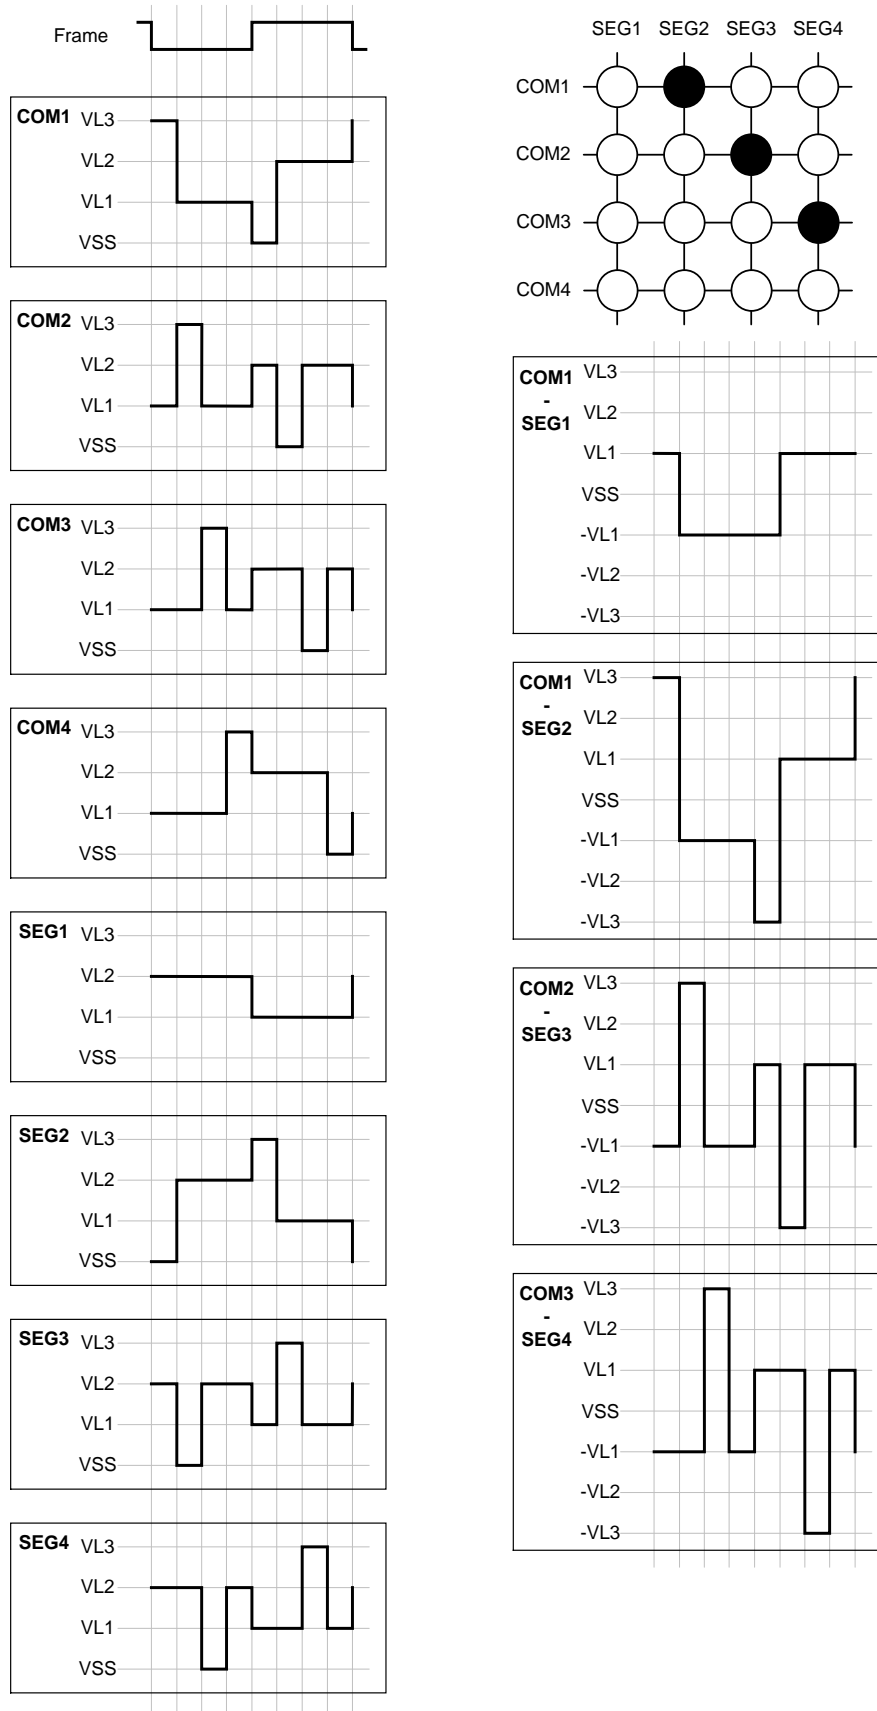 Frame
COM1 VL3
VL2
VL1
VSS
COM2 VL3
VL2
VL1
VSS
COM3 VL3
VL2
VL1
VSS
COM4 VL3
VL2
VL1
VSS
SEG1 VL3
VL2
VL1
VSS
SEG2 VL3
VL2
VL1
VSS
SEG3 VL3
VL2
VL1
VSS
SEG4 VL3
VL2
VL1
VSS
SEG1 SEG2 SEG3 SEG4
COM1
COM2
COM3
COM4
COM1
-
SEG1
VL3
VL2
VL1
VSS
-VL1
-VL2
-VL3
COM1
-
SEG2
VL3
VL2
VL1
VSS
-VL1
-VL2
-VL3
COM2
-
SEG3
VL3
VL2
VL1
VSS
-VL1
-VL2
-VL3
COM3
-
SEG4
VL3
VL2
VL1
VSS
-VL1
-VL2
-VL3